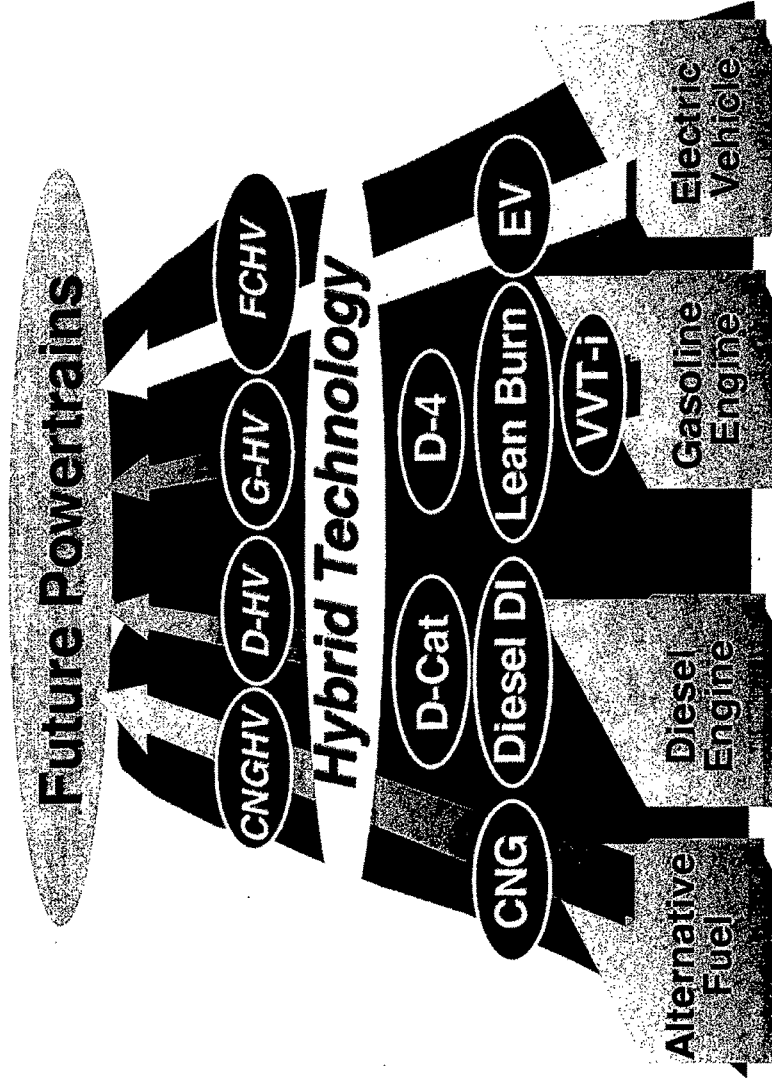 Future Powertrains
CNGHV
D-HV
G-HV
FCHV
Hybrid Technology
D-Cat
D-4
CNG
Diesel DI
Lean Burn
EV
VVT-i
Alternative
Fuel
Diesel
Engine
Gasoline
Engine
Electric
Vehicle